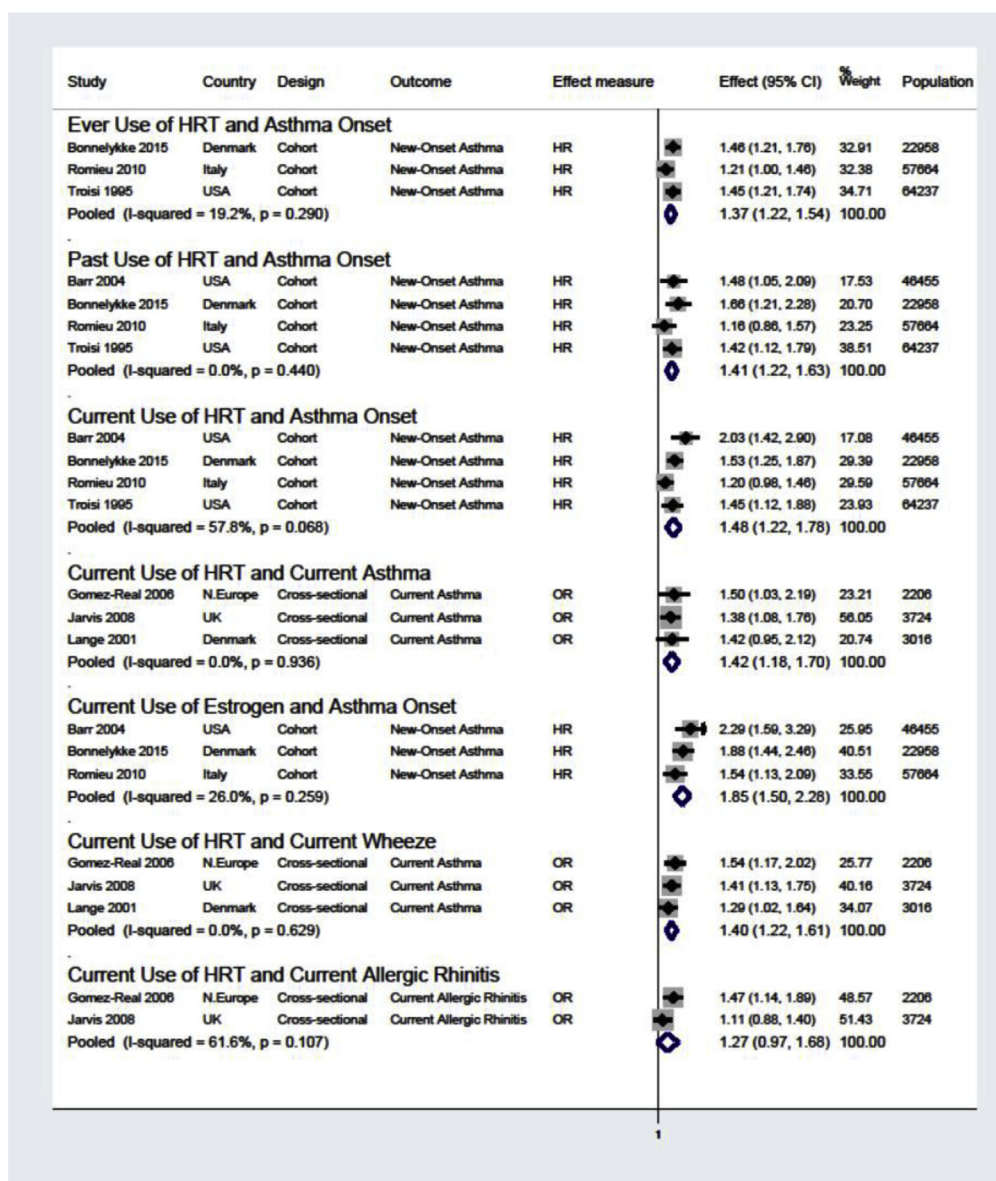 Study Country Design Outcome Effect measure Effect (95% CI) % Weight Population
Ever Use of HRT and Asthma Onset
Bonnelykke 2015 Denmark Cohort New-Onset Asthma HR 1.46 (1.21, 1.76) 32.91 22958
Romieu 2010 Italy Cohort New-Onset Asthma HR 1.21 (1.00, 1.46) 32.38 57664
Troisi 1995 USA Cohort New-Onset Asthma HR 1.45 (1.21, 1.74) 34.71 64237
Pooled (I-squared = 19.2%, p = 0.290) 1.37 (1.22, 1.54) 100.00
.
Past Use of HRT and Asthma Onset
Barr 2004 USA Cohort New-Onset Asthma HR 1.48 (1.05, 2.09) 17.53 46455
Bonnelykke 2015 Denmark Cohort New-Onset Asthma HR 1.66 (1.21, 2.28) 20.70 22958
Romieu 2010 Italy Cohort New-Onset Asthma HR 1.16 (0.86, 1.57) 23.25 57664
Troisi 1995 USA Cohort New-Onset Asthma HR 1.42 (1.12, 1.79) 38.51 64237
Pooled (I-squared = 0.0%, p = 0.440) 1.41 (1.22, 1.63) 100.00
.
Current Use of HRT and Asthma Onset
Barr 2004 USA Cohort New-Onset Asthma HR 2.03 (1.42, 2.90) 17.08 46455
Bonnelykke 2015 Denmark Cohort New-Onset Asthma HR 1.53 (1.25, 1.87) 29.39 22958
Romieu 2010 Italy Cohort New-Onset Asthma HR 1.20 (0.98, 1.46) 29.59 57664
Troisi 1995 USA Cohort New-Onset Asthma HR 1.45 (1.12, 1.88) 23.93 64237
Pooled (I-squared = 57.8%, p = 0.068) 1.48 (1.22, 1.78) 100.00
.
Current Use of HRT and Current Asthma
Gomez-Real 2006 N.Europe Cross-sectional Current Asthma OR 1.50 (1.03, 2.19) 23.21 2206
Jarvis 2008 UK Cross-sectional Current Asthma OR 1.38 (1.08, 1.76) 56.05 3724
Lange 2001 Denmark Cross-sectional Current Asthma OR 1.42 (0.95, 2.12) 20.74 3016
Pooled (I-squared = 0.0%, p = 0.936) 1.42 (1.18, 1.70) 100.00
.
Current Use of Estrogen and Asthma Onset
Barr 2004 USA Cohort New-Onset Asthma HR 2.29 (1.59, 3.29) 25.95 46455
Bonnelykke 2015 Denmark Cohort New-Onset Asthma HR 1.88 (1.44, 2.46) 40.51 22958
Romieu 2010 Italy Cohort New-Onset Asthma HR 1.54 (1.13, 2.09) 33.55 57664
Pooled (I-squared = 26.0%, p = 0.259) 1.85 (1.50, 2.28) 100.00
.
Current Use of HRT and Current Wheeze
Gomez-Real 2006 N.Europe Cross-sectional Current Asthma OR 1.54 (1.17, 2.02) 25.77 2206
Jarvis 2008 UK Cross-sectional Current Asthma OR 1.41 (1.13, 1.75) 40.16 3724
Lange 2001 Denmark Cross-sectional Current Asthma OR 1.29 (1.02, 1.64) 34.07 3016
Pooled (I-squared = 0.0%, p = 0.629) 1.40 (1.22, 1.61) 100.00
.
Current Use of HRT and Current Allergic Rhinitis
Gomez-Real 2006 N.Europe Cross-sectional Current Allergic Rhinitis OR 1.47 (1.14, 1.89) 48.57 2206
Jarvis 2008 UK Cross-sectional Current Allergic Rhinitis OR 1.11 (0.88, 1.40) 51.43 3724
Pooled (I-squared = 61.6%, p = 0.107) 1.27 (0.97, 1.68) 100.00
1